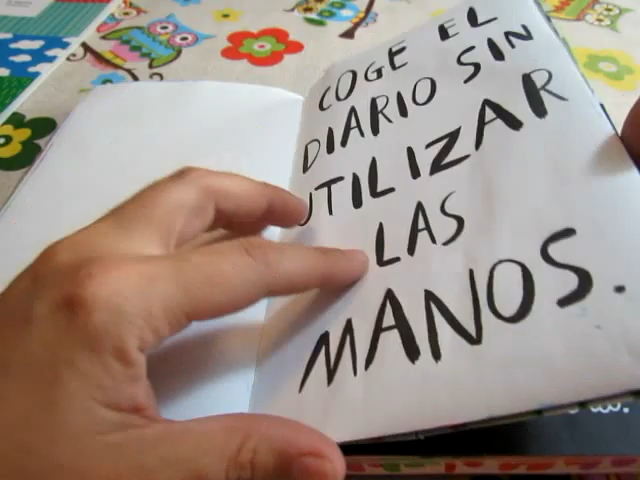 COGE EL
DIARIO SIN
UTILIZAR
LAS
MANOS.